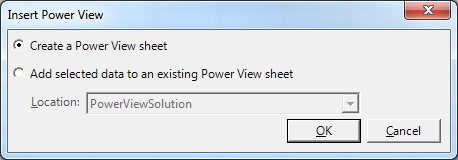 Insert Power View
Create a Power View sheet
Add selected data to an existing Power View sheet
Location: PowerViewSolution
OK Cancel